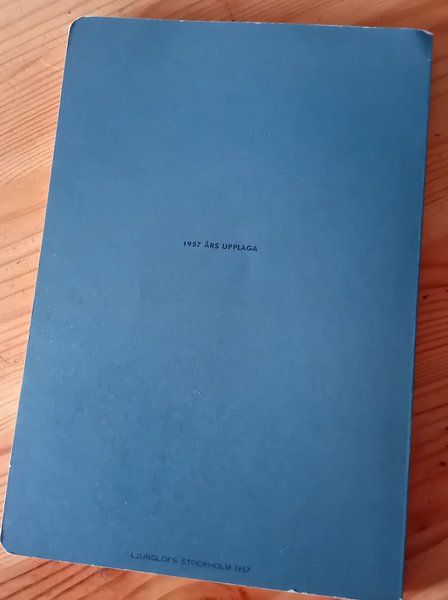 1957 ÅRS UPPLAGA
LJUNGLÖFS, STOCKHOLM 1957